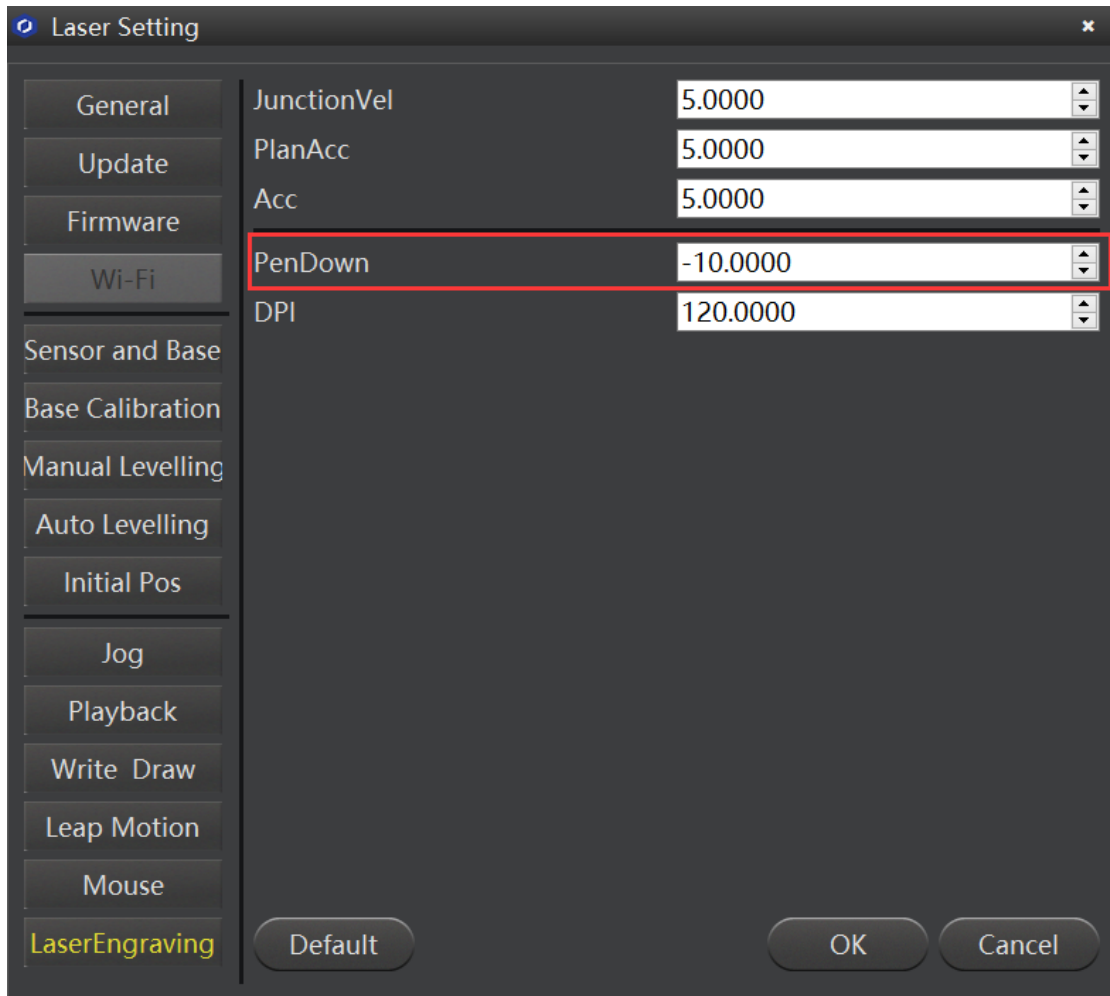 Laser Setting
General
Update
Firmware
Wi-Fi
Sensor and Base
Base Calibration
Manual Levelling
Auto Levelling
Initial Pos
Jog
Playback
Write Draw
Leap Motion
Mouse
LaserEngraving
JunctionVel 5.0000
PlanAcc 5.0000
Acc 5.0000
PenDown -10.0000
DPI 120.0000
Default OK Cancel